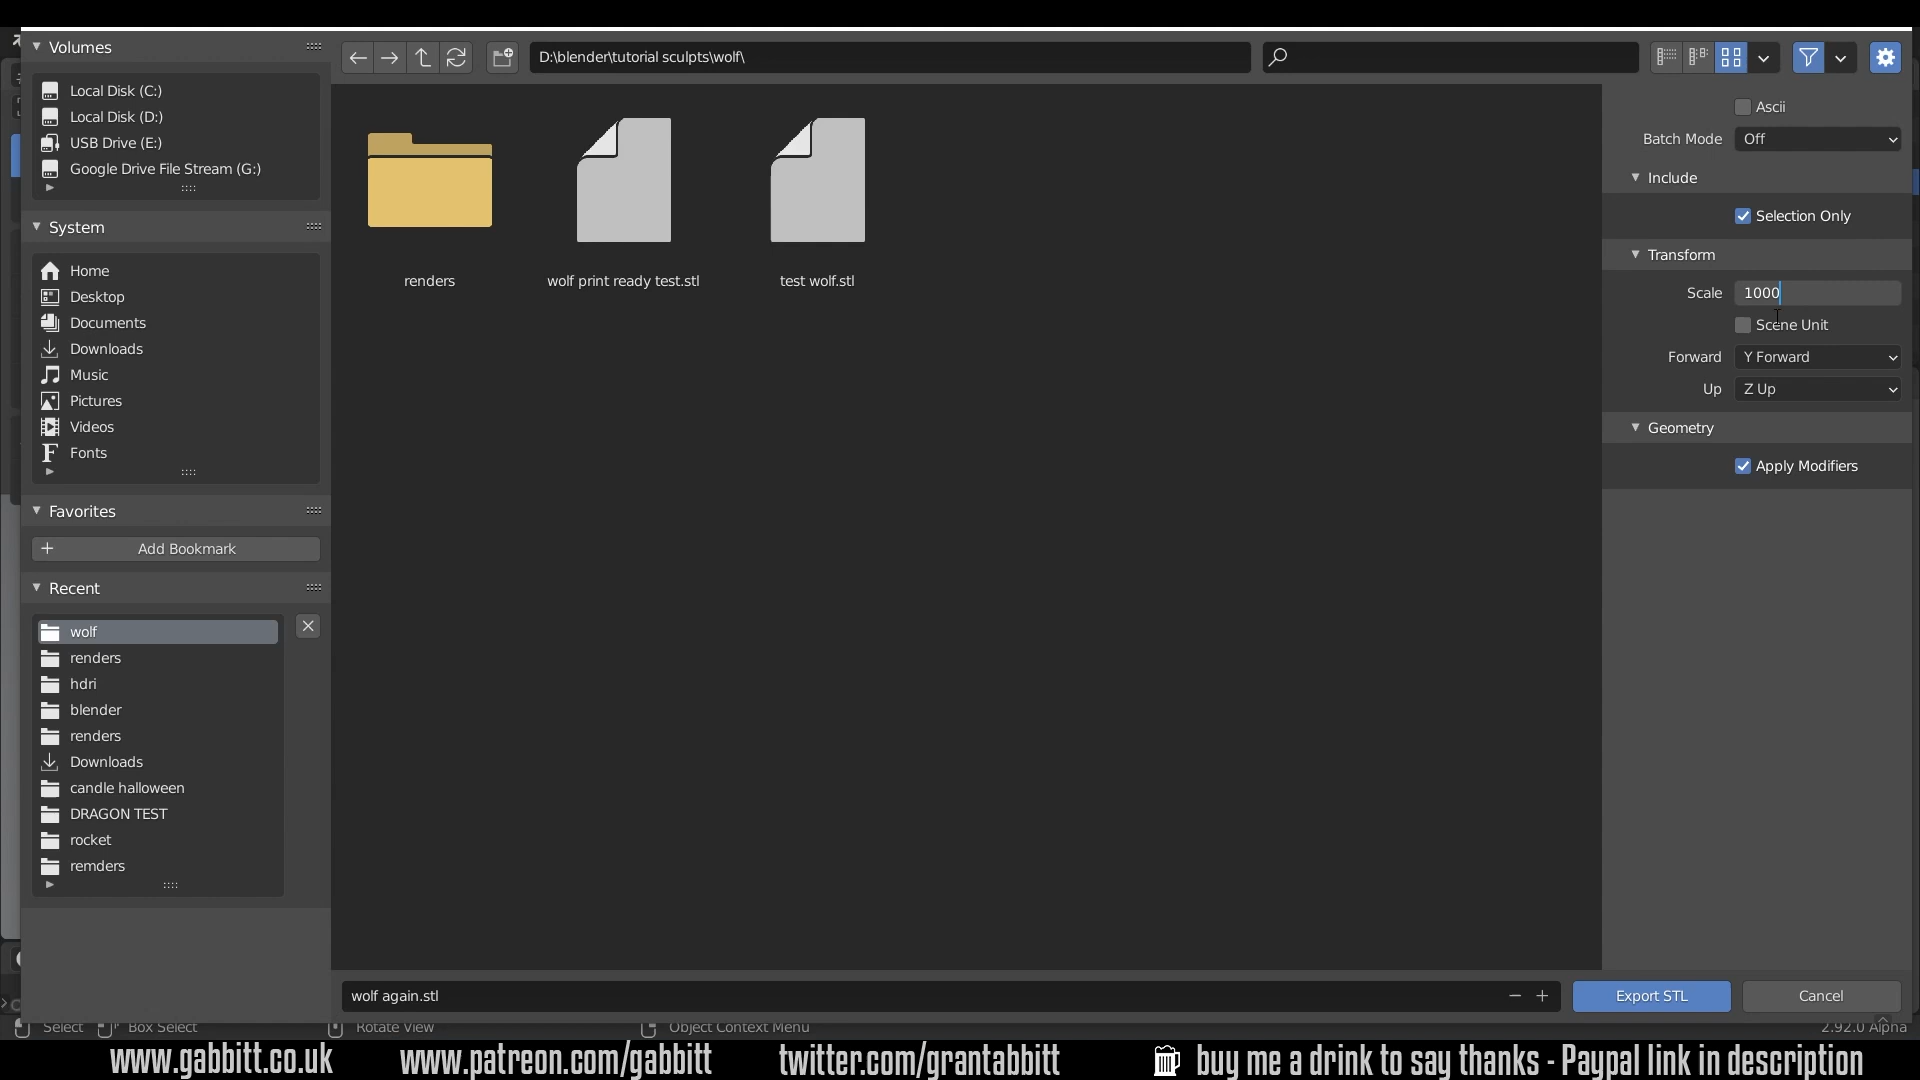 Volumes
Local Disk (C:)
Local Disk (D:)
USB Drive (E:)
Google Drive File Stream (G:)
System
Home
Desktop
Documents
Downloads
Music
Pictures
Videos
Fonts
Favorites
Add Bookmark
Recent
wolf
renders
hdri
blender
renders
Downloads
candle halloween
DRAGON TEST
rocket
remders
D:\blender\tutorial sculpts\wolf\
renders
wolf print ready test.stl
test wolf.stl
Ascii
Batch Mode Off
Include
Selection Only
Transform
Scale 1000
Scene Unit
Forward Y Forward
Up Z Up
Geometry
Apply Modifiers
wolf again.stl
Export STL
Cancel
Select
Box Select
Rotate View
Object Context Menu
2.92.0 Alpha
www.gabbitt.co.uk
www.patreon.com/gabbitt
twitter.com/grantabbitt
buy me a drink to say thanks - Paypal link in description